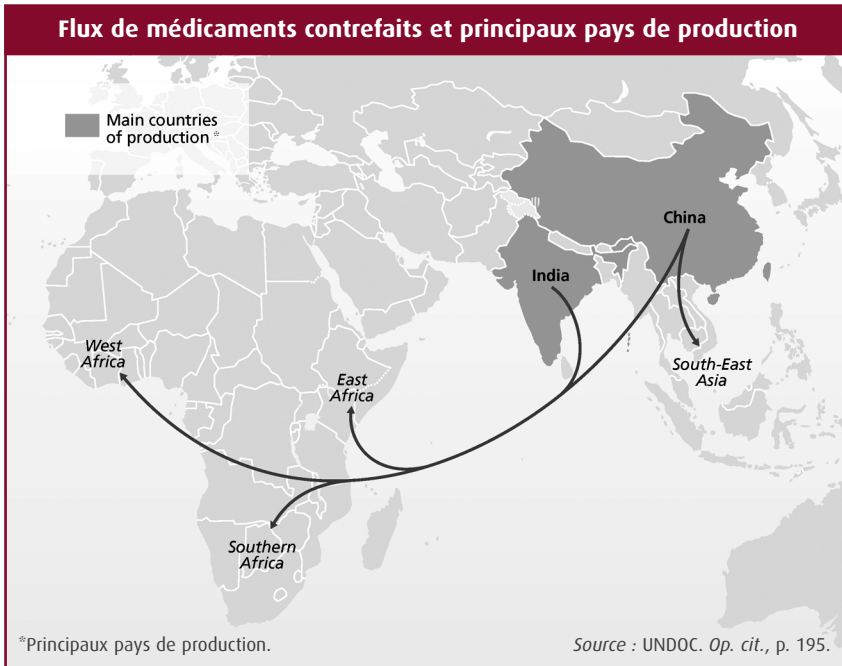 Flux de médicaments contrefaits et principaux pays de production
Main countries
of production *
China
India
West
Africa
East
Africa
South-East
Asia
Southern
Africa
*Principaux pays de production.
Source : UNDOC. Op. cit., p. 195.